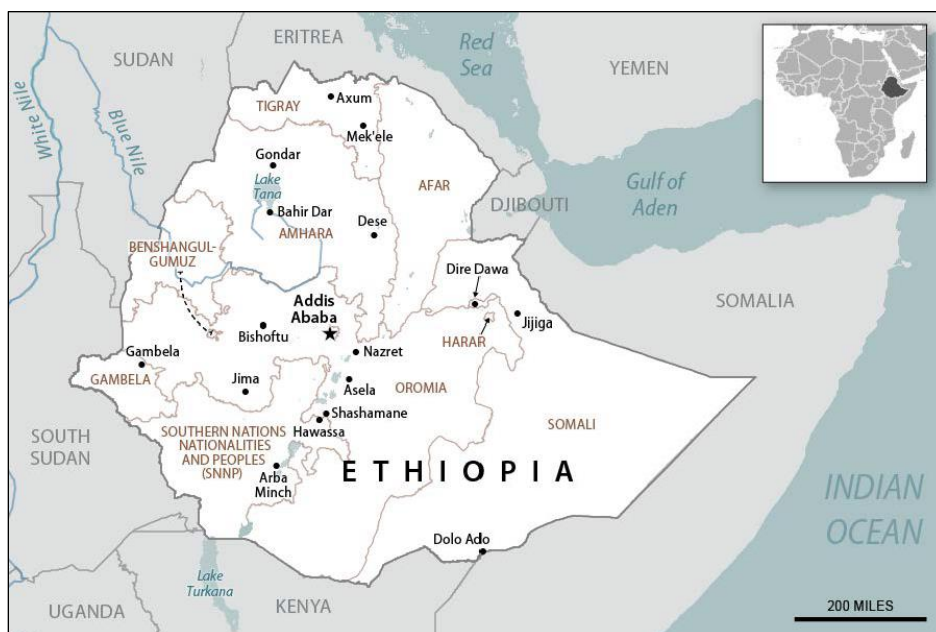 ERITREA
SUDAN
Red
Sea
YEMEN
White Nile
Blue Nile
TIGRAY
Axum
Mek'ele
Gondar
Lake
Tana
AFAR
Gulf of
Aden
DJIBOUTI
Bahir Dar
AMHARA
Dese
BENSHANGUL-
GUMUZ
Dire Dawa
Addis
Ababa
SOMALIA
Bishoftu
Jijiga
HARAR
Nazret
Gambela
GAMBELA
Jima
Asela
OROMIA
Shashamane
Hawassa
SOUTHERN NATIONS
NATIONALITIES
AND PEOPLES
(SNNP)
SOMALI
SOUTH
SUDAN
Arba
Minch
ETHIOPIA
INDIAN
OCEAN
Dolo Ado
Lake
Turkana
UGANDA
KENYA
200 MILES